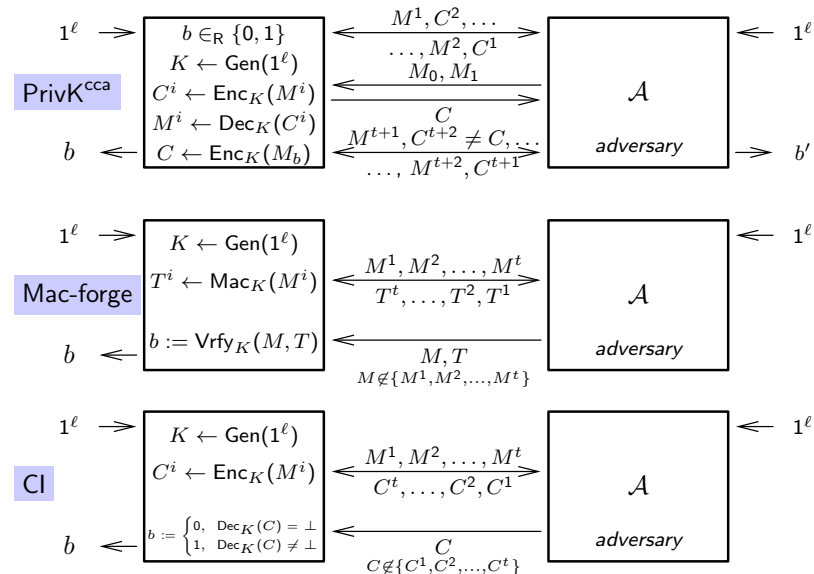 1^ℓ
b ∈_R {0, 1}
M^1, C^2, …
1^ℓ
…, M^2, C^1
K ← Gen(1^ℓ)
M_0, M_1
PrivK^cca
C^i ← Enc_K(M^i)
A
C
M^i ← Dec_K(C^i)
M^{t+1}, C^{t+2} ≠ C, …
b
C ← Enc_K(M_b)
adversary
b′
…, M^{t+2}, C^{t+1}
1^ℓ
K ← Gen(1^ℓ)
1^ℓ
M^1, M^2, …, M^t
T^i ← Mac_K(M^i)
T^t, …, T^2, T^1
Mac-forge
A
b := Vrfy_K(M, T)
b
M, T
adversary
M∉{M^1,M^2,…,M^t}
1^ℓ
K ← Gen(1^ℓ)
1^ℓ
M^1, M^2, …, M^t
C^i ← Enc_K(M^i)
C^t, …, C^2, C^1
CI
A
b := { 0, Dec_K(C) = ⊥
1, Dec_K(C) ≠ ⊥
b
C
adversary
C∉{C^1,C^2,…,C^t}